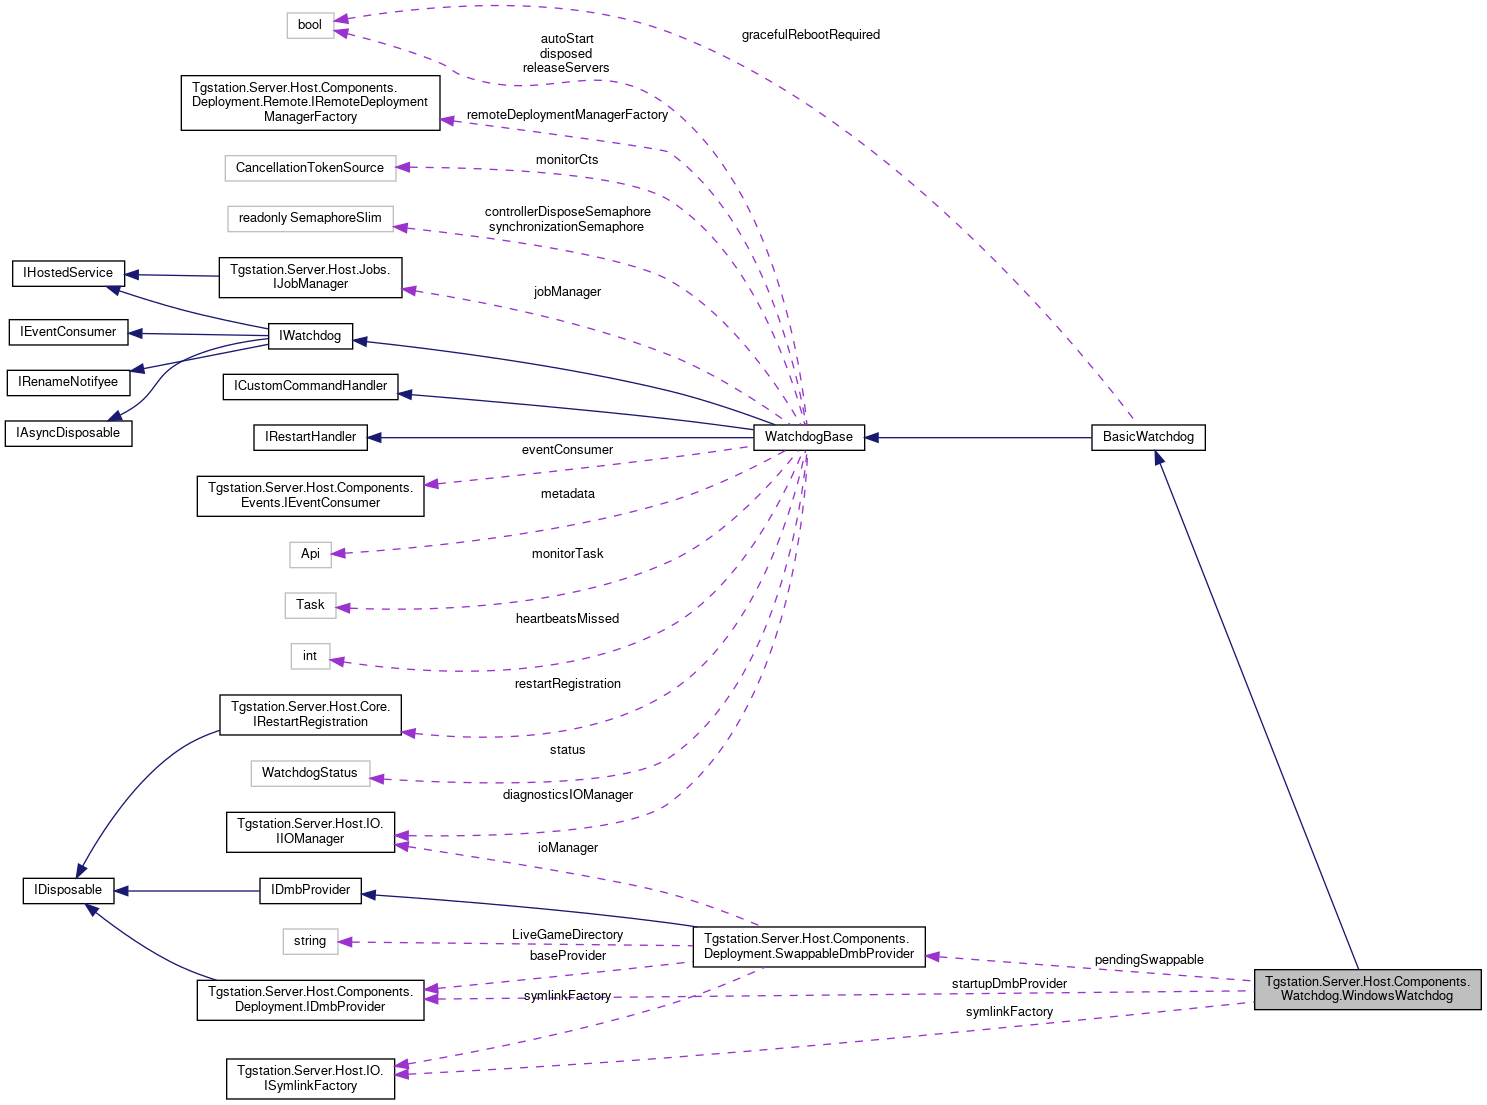 bool
gracefulRebootRequired
autoStart
disposed
releaseServers
Tgstation.Server.Host.Components.
Deployment.Remote.IRemoteDeployment
ManagerFactory
remoteDeploymentManagerFactory
CancellationTokenSource
monitorCts
readonly SemaphoreSlim
controllerDisposeSemaphore
synchronizationSemaphore
IHostedService
Tgstation.Server.Host.Jobs.
IJobManager
jobManager
IEventConsumer
IWatchdog
IRenameNotifyee
ICustomCommandHandler
IAsyncDisposable
IRestartHandler
WatchdogBase
BasicWatchdog
eventConsumer
Tgstation.Server.Host.Components.
Events.IEventConsumer
metadata
Api
monitorTask
Task
heartbeatsMissed
int
restartRegistration
Tgstation.Server.Host.Core.
IRestartRegistration
status
WatchdogStatus
diagnosticsIOManager
Tgstation.Server.Host.IO.
IIOManager
ioManager
IDisposable
IDmbProvider
string
LiveGameDirectory
baseProvider
Tgstation.Server.Host.Components.
Deployment.SwappableDmbProvider
pendingSwappable
Tgstation.Server.Host.Components.
Deployment.IDmbProvider
symlinkFactory
startupDmbProvider
Tgstation.Server.Host.Components.
Watchdog.WindowsWatchdog
symlinkFactory
Tgstation.Server.Host.IO.
ISymlinkFactory